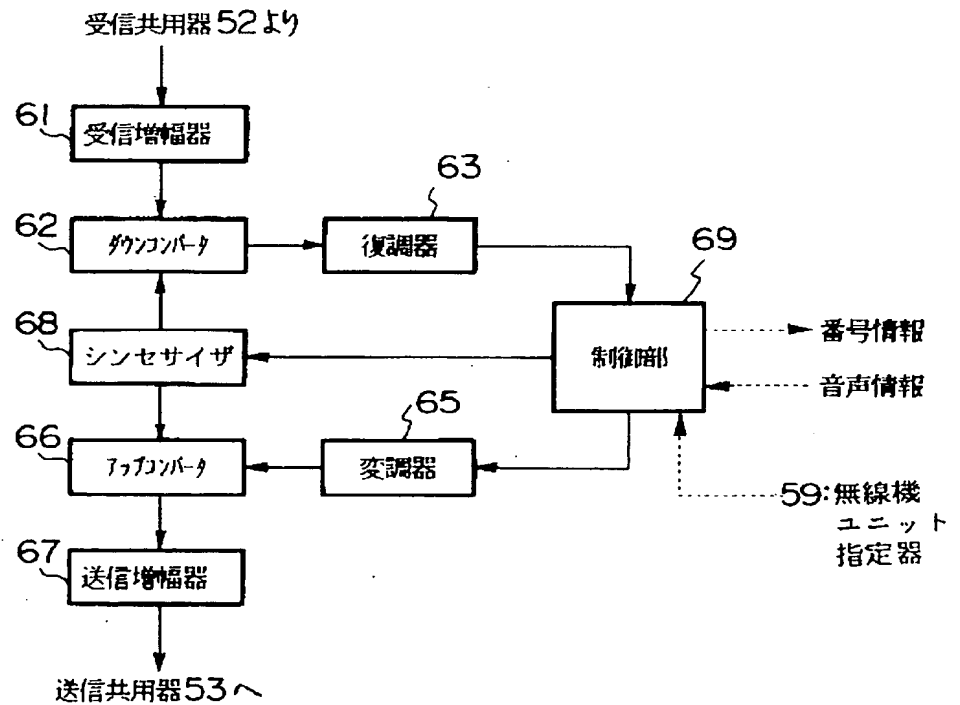 受信共用器52より
61
受信増幅器
63
62
ダウンコンバータ
復調器
69
68
シンセサイザ
制御部
番号情報
音声情報
65
66
アップコンバータ
変調器
59:無線機
ユニット
指定器
67
送信増幅器
送信共用器53へ